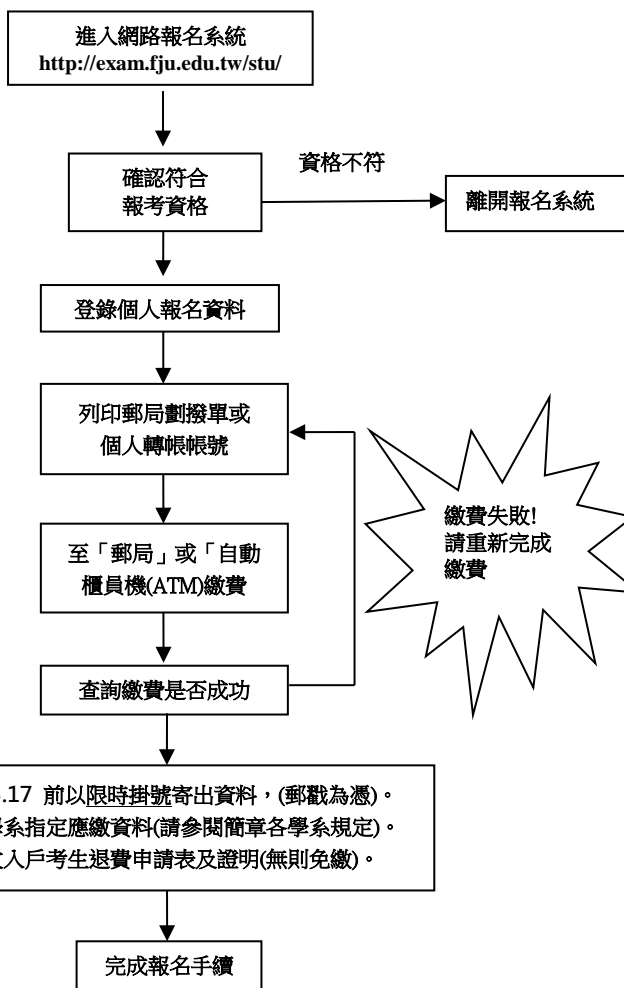 進入網路報名系統
http://exam.fju.edu.tw/stu/
確認符合
報考資格
資格不符
離開報名系統
登錄個人報名資料
列印郵局劃撥單或
個人轉帳帳號
至「郵局」或「自動
櫃員機(ATM)繳費
繳費失敗!
請重新完成
繳費
查詢繳費是否成功
.17 前以限時掛號寄出資料，(郵戳為憑)。
系指定應繳資料(請參閱簡章各學系規定)。
入戶考生退費申請表及證明(無則免繳)。
完成報名手續